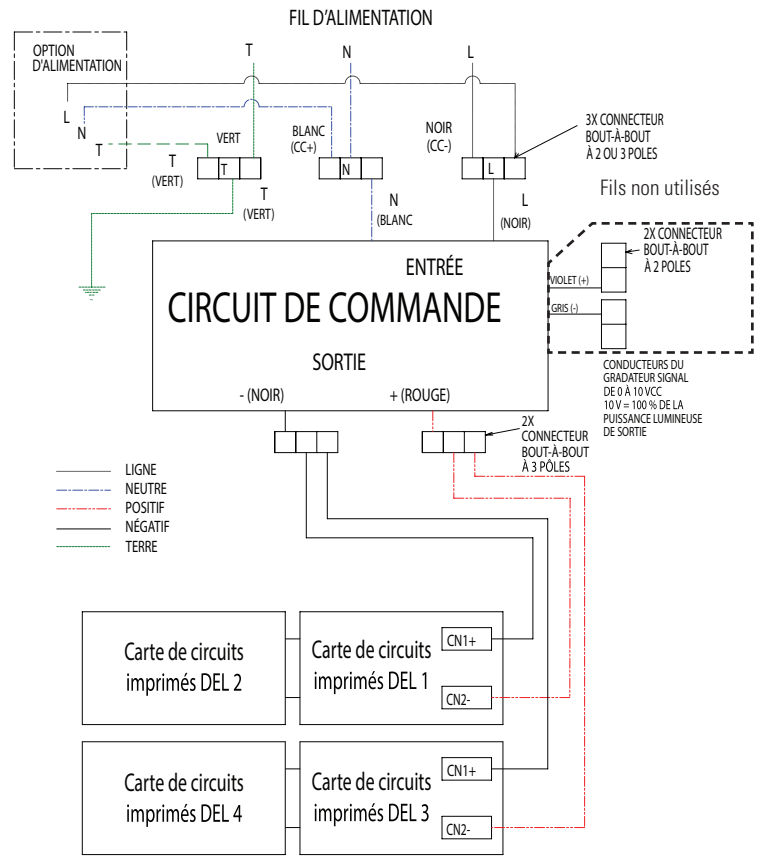 FIL D'ALIMENTATION
OPTION
D'ALIMENTATION
T
N
L
L
N
T
VERT
BLANC
(CC+)
NOIR
(CC-)
3X CONNECTEUR
BOUT-À-BOUT
À 2 OU 3 POLES
T
(VERT)
T
N
L
T
(VERT)
N
(BLANC
L
(NOIR)
Fils non utilisés
2X CONNECTEUR
BOUT-À-BOUT
À 2 POLES
VIOLET (+)
GRIS (-)
ENTRÉE
CIRCUIT DE COMMANDE
SORTIE
- (NOIR)
+ (ROUGE)
CONDUCTEURS DU
GRADATEUR SIGNAL
DE 0 À 10 VCC
10 V = 100 % DE LA
PUISSANCE LUMINEUSE
DE SORTIE
2X
CONNECTEUR
BOUT-À-BOUT
À 3 PÔLES
LIGNE
NEUTRE
POSITIF
NÉGATIF
TERRE
Carte de circuits
imprimés DEL 2
Carte de circuits
imprimés DEL 1
CN1+
CN2-
Carte de circuits
imprimés DEL 4
Carte de circuits
imprimés DEL 3
CN1+
CN2-